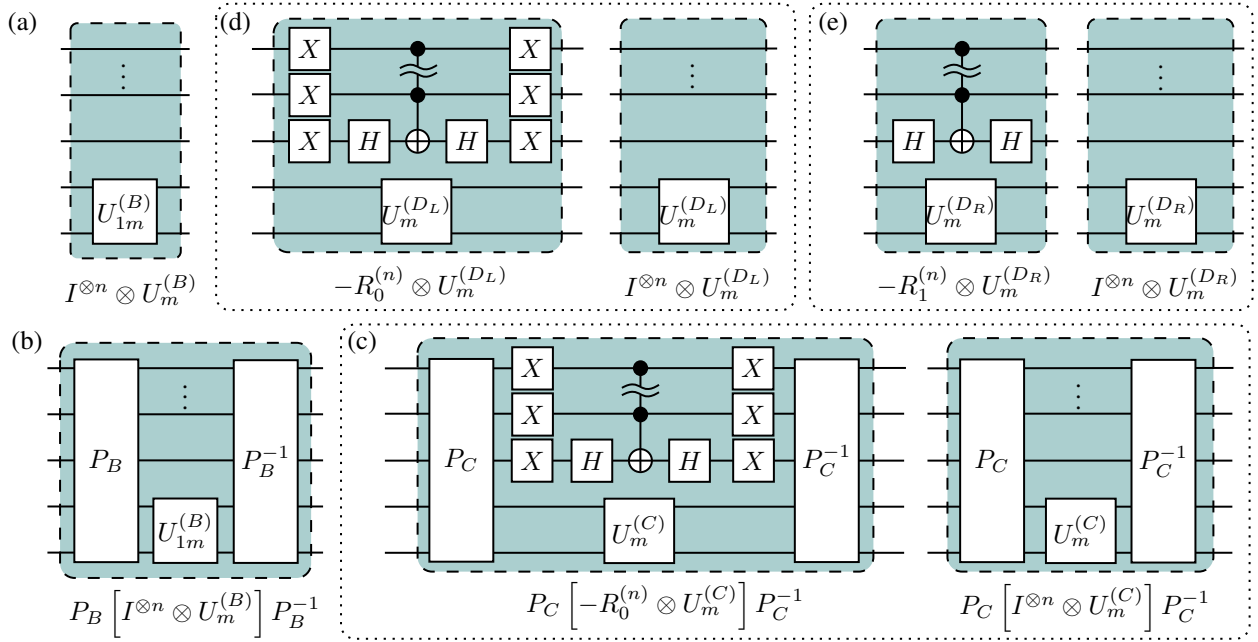 (a)
⋮
U_{1m}^{(B)}
I^{⊗n} ⊗ U_m^{(B)}
(d)
X X
⋮
X X
X H H X
U_m^{(D_L)} U_m^{(D_L)}
-R_0^{(n)} ⊗ U_m^{(D_L)} I^{⊗n} ⊗ U_m^{(D_L)}
(e)
⋮
H H
U_m^{(D_R)} U_m^{(D_R)}
-R_1^{(n)} ⊗ U_m^{(D_R)} I^{⊗n} ⊗ U_m^{(D_R)}
(b)
⋮
P_B P_B^{-1}
U_{1m}^{(B)}
P_B [I^{⊗n} ⊗ U_m^{(B)}] P_B^{-1}
(c)
X X
⋮
X X
P_C X H H X P_C^{-1} P_C P_C^{-1}
U_m^{(C)} U_m^{(C)}
P_C [-R_0^{(n)} ⊗ U_m^{(C)}] P_C^{-1} P_C [I^{⊗n} ⊗ U_m^{(C)}] P_C^{-1}